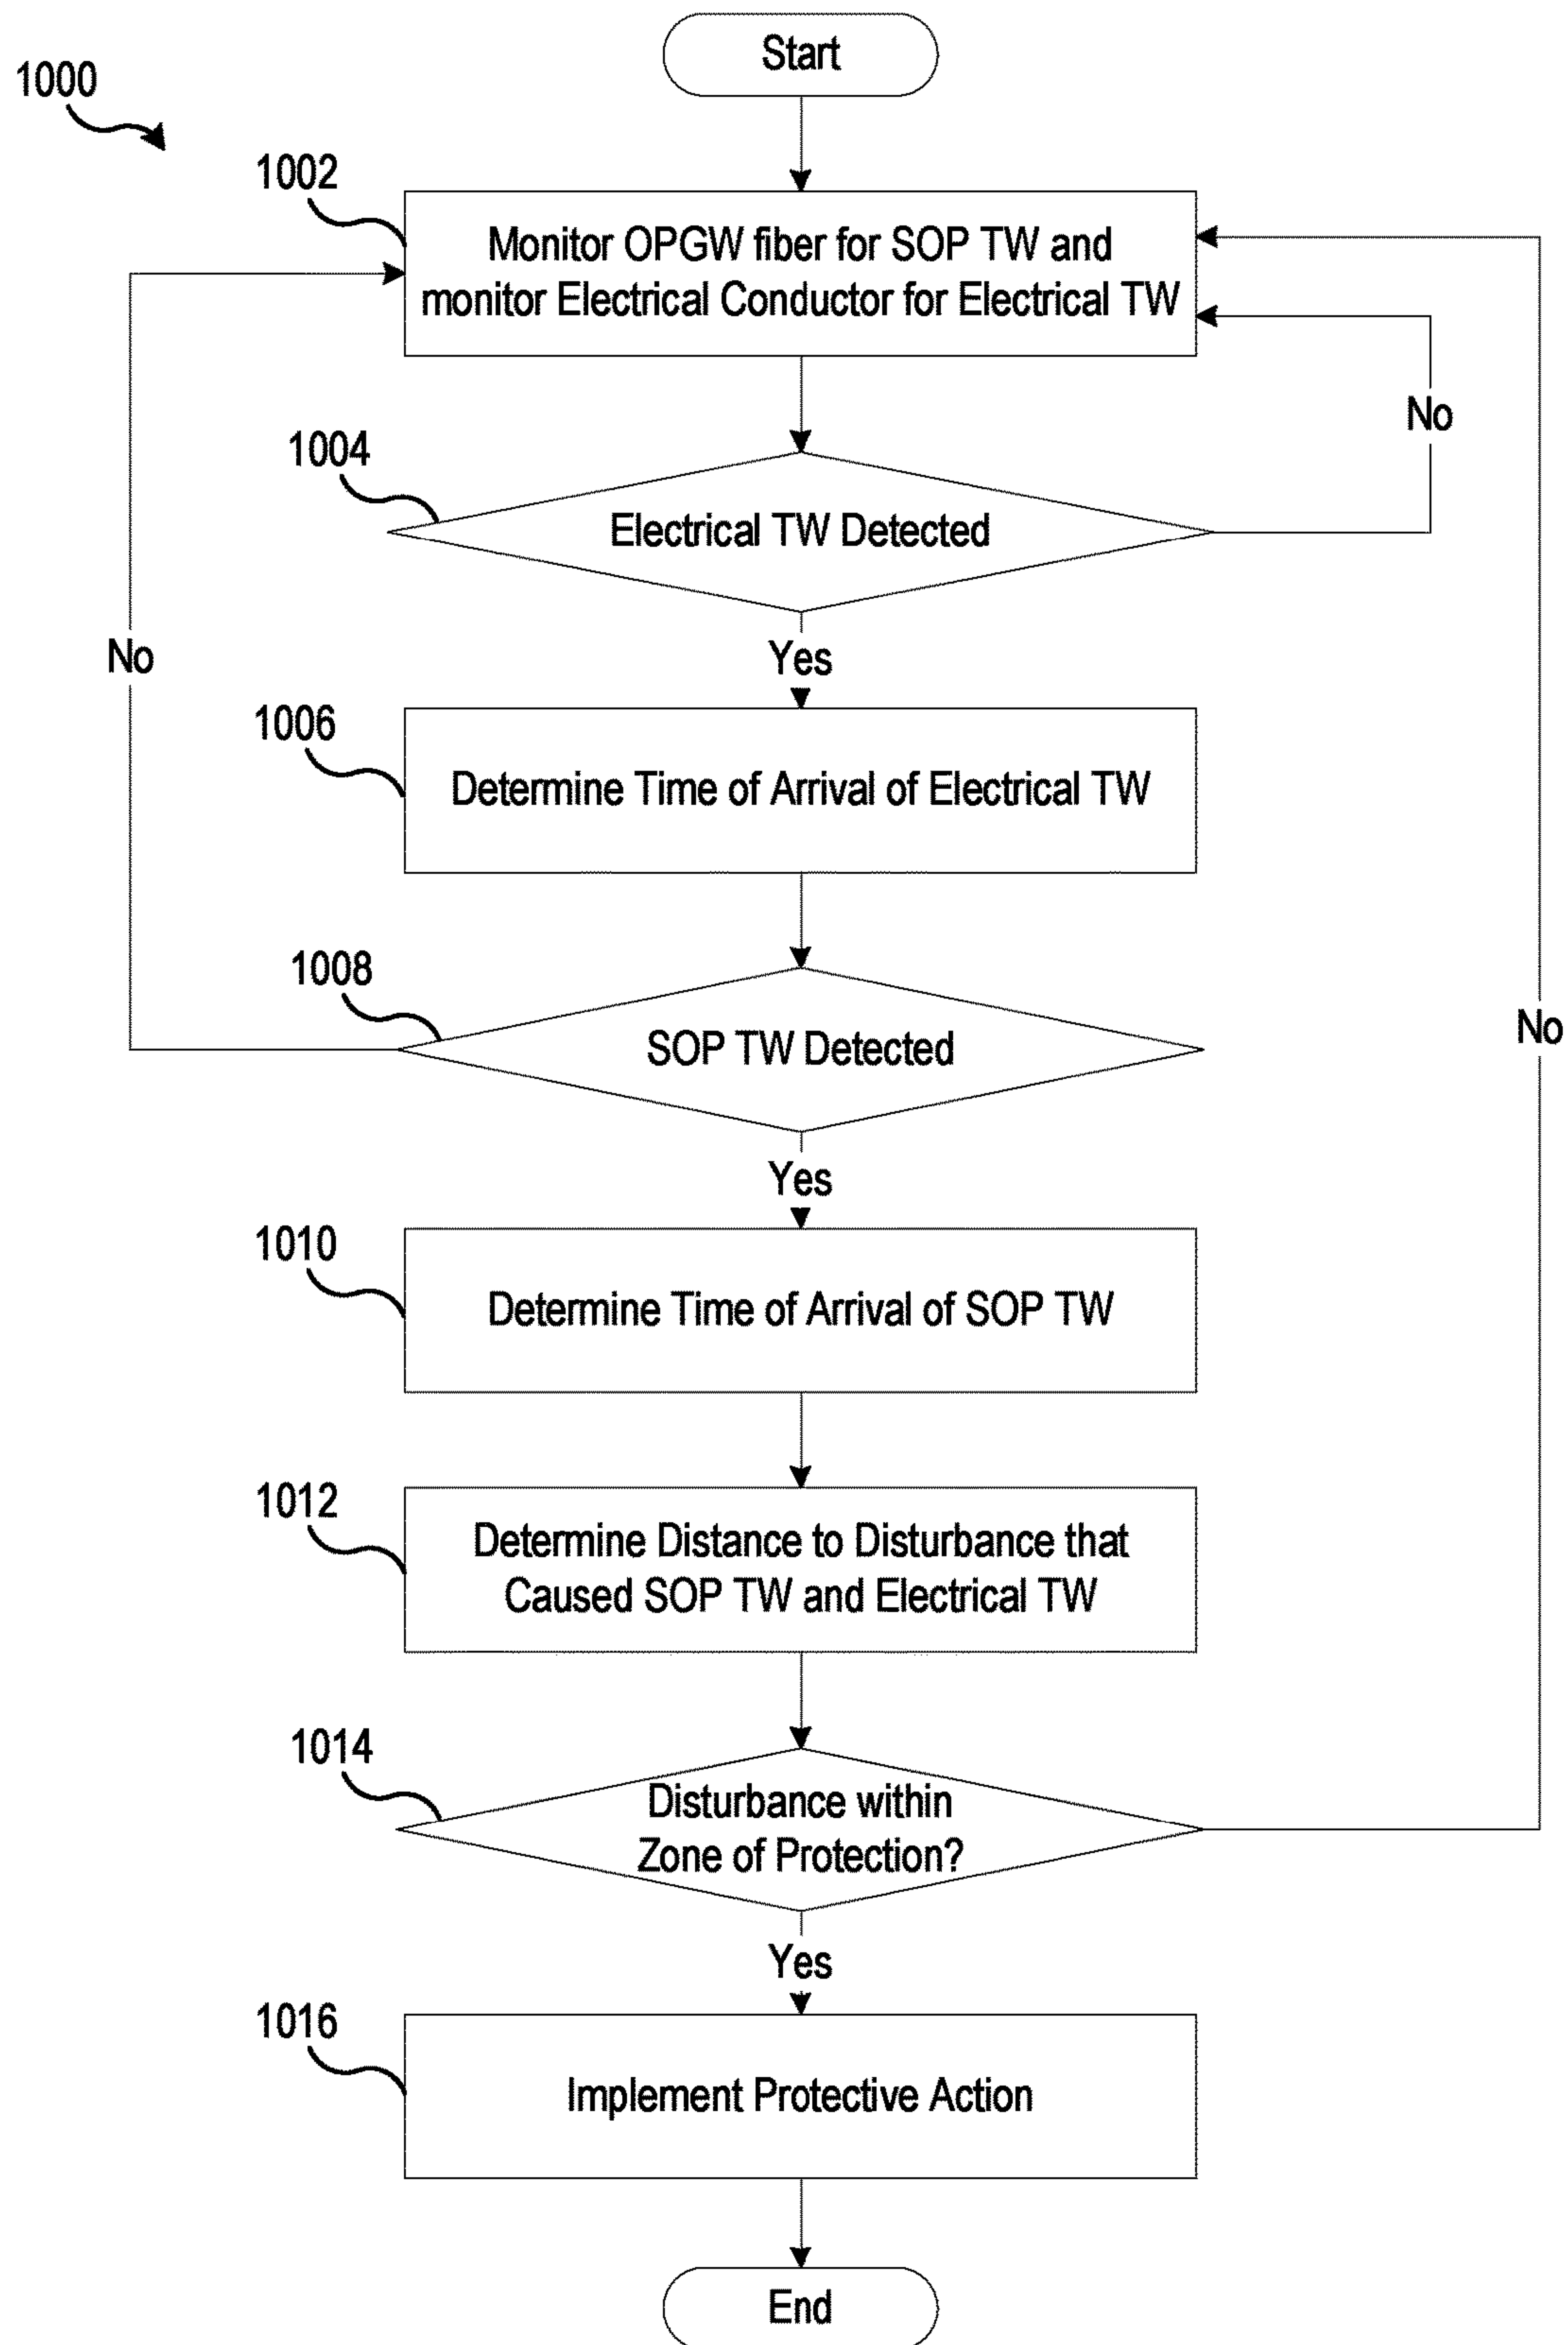 Start
1000
1002
Monitor OPGW fiber for SOP TW and
monitor Electrical Conductor for Electrical TW
No
1004
Electrical TW Detected
No
Yes
1006
Determine Time of Arrival of Electrical TW
1008
SOP TW Detected
No
Yes
1010
Determine Time of Arrival of SOP TW
1012
Determine Distance to Disturbance that
Caused SOP TW and Electrical TW
1014
Disturbance within
Zone of Protection?
Yes
1016
Implement Protective Action
End